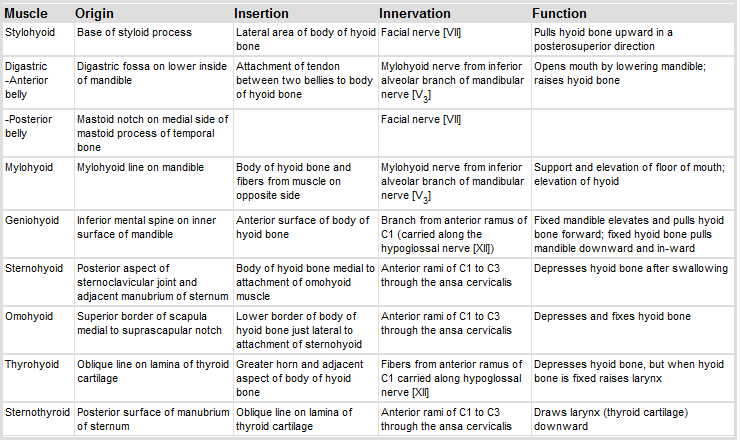 Muscle Origin Insertion Innervation Function
Stylohyoid Base of styloid process Lateral area of body of hyoid Facial nerve [VII] Pulls hyoid bone upward in a
bone posterosuperior direction
Digastric Digastric fossa on lower inside Attachment of tendon Mylohyoid nerve from inferior Opens mouth by lowering mandible;
-Anterior of mandible between two bellies to body alveolar branch of mandibular raises hyoid bone
belly of hyoid bone nerve [V3]
-Posterior Mastoid notch on medial side of Facial nerve [VII]
belly mastoid process of temporal
bone
Mylohyoid Mylohyoid line on mandible Body of hyoid bone and Mylohyoid nerve from inferior Support and elevation of floor of mouth;
fibers from muscle on alveolar branch of mandibular elevation of hyoid
opposite side nerve [V3]
Geniohyoid Inferior mental spine on inner Anterior surface of body of Branch from anterior ramus of Fixed mandible elevates and pulls hyoid
surface of mandible hyoid bone C1 (carried along the bone forward; fixed hyoid bone pulls
hypoglossal nerve [XII]) mandible downward and in-ward
Sternohyoid Posterior aspect of Body of hyoid bone medial to Anterior rami of C1 to C3 Depresses hyoid bone after swallowing
sternoclavicular joint and attachment of omohyoid through the ansa cervicalis
adjacent manubrium of sternum muscle
Omohyoid Superior border of scapula Lower border of body of Anterior rami of C1 to C3 Depresses and fixes hyoid bone
medial to suprascapular notch hyoid bone just lateral to through the ansa cervicalis
attachment of sternohyoid
Thyrohyoid Oblique line on lamina of thyroid Greater horn and adjacent Fibers from anterior ramus of Depresses hyoid bone, but when hyoid
cartilage aspect of body of hyoid C1 carried along hypoglossal bone is fixed raises larynx
bone nerve [XII]
Sternothyroid Posterior surface of manubrium Oblique line on lamina of Anterior rami of C1 to C3 Draws larynx (thyroid cartilage)
of sternum thyroid cartilage through the ansa cervicalis downward